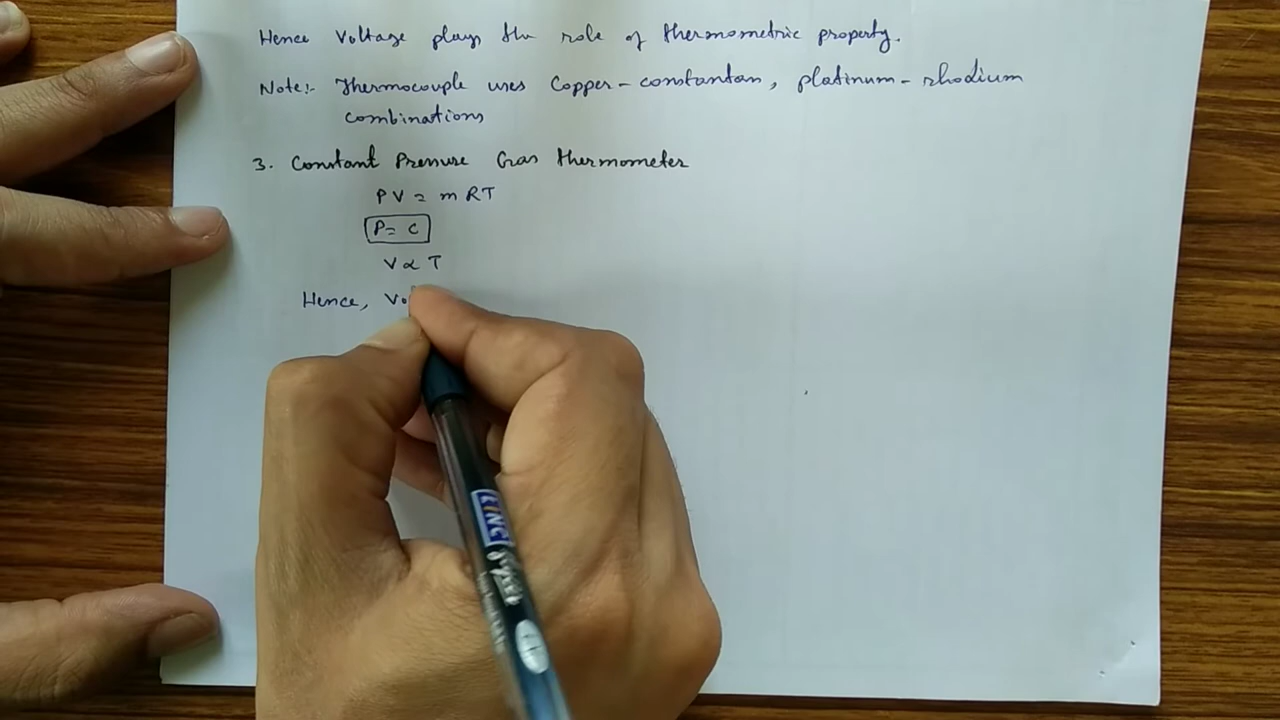 Hence Voltage plays the role of thermometric property.
Note:- Thermocouple uses Copper-constantan, platinum-rhodium
combinations
3. Constant Pressure Gas thermometer
PV = mRT
P = C
V ∝ T
Hence, Vo
LINC